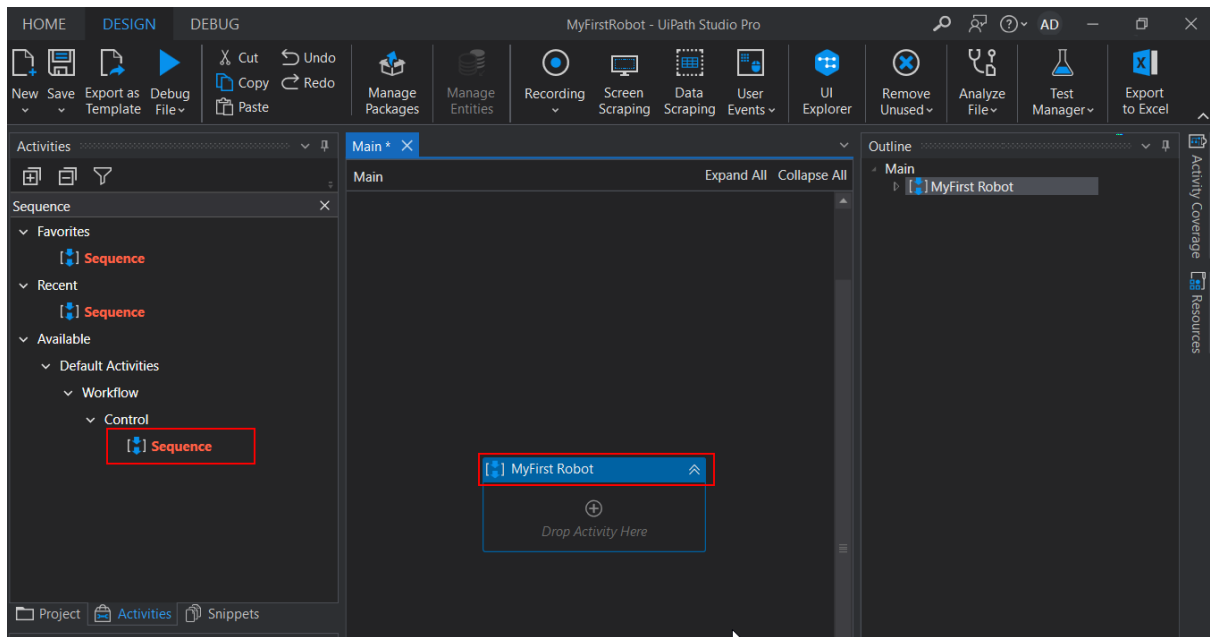 HOME DESIGN DEBUG MyFirstRobot - UiPath Studio Pro AD
Cut Undo
Copy Redo
Paste
New Save Export as Template Debug File Manage Packages Manage Entities Recording Screen Scraping Data Scraping User Events UI Explorer Remove Unused Analyze File Test Manager Export to Excel
Activities
Main *
Outline
Main Expand All Collapse All
Main
MyFirst Robot
Sequence
Favorites
Sequence
Recent
Sequence
Available
Default Activities
Workflow
Control
Sequence
MyFirst Robot
Drop Activity Here
Project Activities Snippets
Activity Coverage
Resources